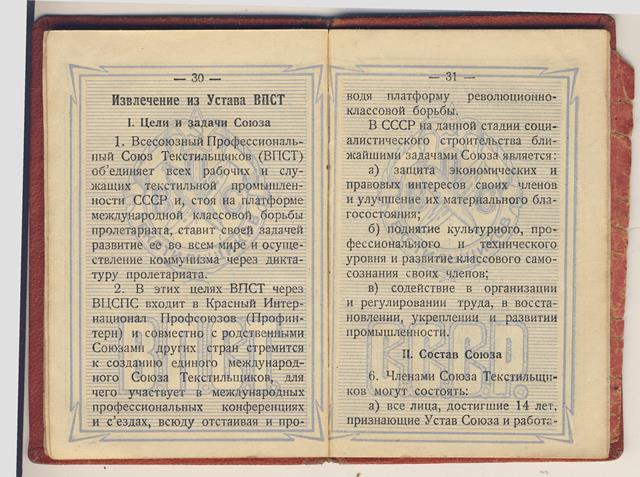 — 30 —
Извлечение из Устава ВПСТ
I. Цели и задачи Союза
1. Всесоюзный Профессиональ-
ный Союз Текстильщиков (ВПСТ)
об'единяет всех рабочих и слу-
жащих текстильной промышлен-
ности СССР и, стоя на платформе
международной классовой борьбы
пролетариата, ставит своей задачей
развитие ее во всем мире и осуще-
ствление коммунизма через дикта-
туру пролетариата.
2. В этих целях ВПСТ через
ВЦСПС входит в Красный Интер-
национал Профсоюзов (Профин-
терн) и совместно с родственными
Союзами других стран стремится
к созданию единого международ-
ного Союза Текстильщиков, для
чего участвует в международных
профессиональных конференциях
и с'ездах, всюду отстаивая и про-
— 31 —
водя платформу революционно-
классовой борьбы.
В СССР на данной стадии соци-
алистического строительства бли-
жайшими задачами Союза является:
а) защита экономических и
правовых интересов своих членов
и улучшение их материального бла-
госостояния;
б) поднятие культурного, про-
фессионального и технического
уровня и развитие классового само-
сознания своих членов;
в) содействие в организации
и регулировании труда, в восста-
новлении, укреплении и развитии
промышленности.
II. Состав Союза
6. Членами Союза Текстильщи-
ков могут состоять:
а) все лица, достигшие 14 лет,
признающие Устав Союза и работа-
В.П.С.Т.
СССР